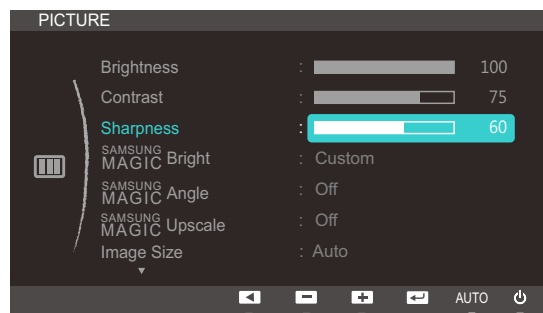 PICTURE
Brightness : 100
Contrast : 75
Sharpness : 60
SAMSUNG MAGIC Bright : Custom
SAMSUNG MAGIC Angle : Off
SAMSUNG MAGIC Upscale : Off
Image Size : Auto
AUTO